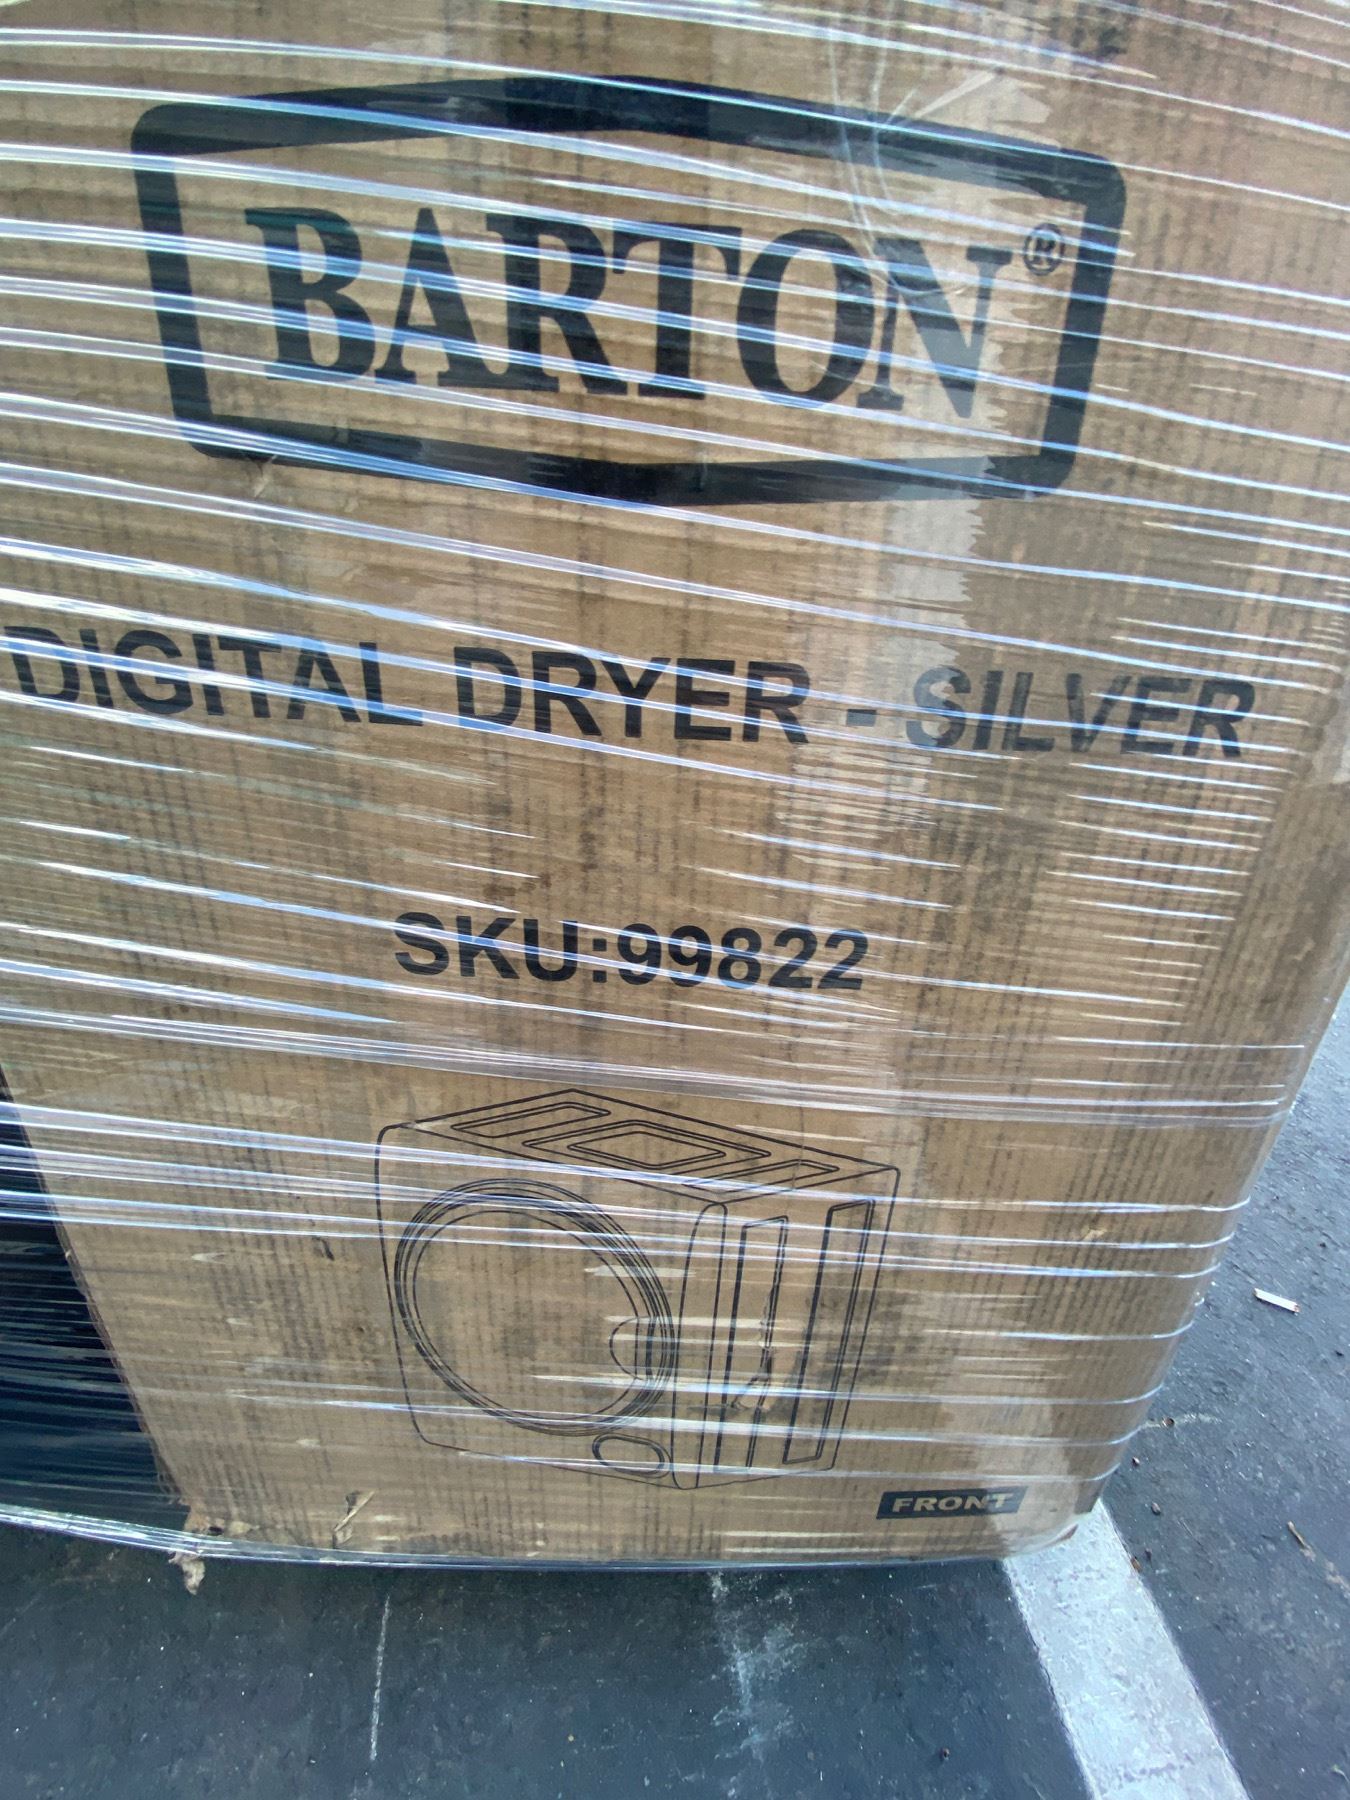 BARTON®
DIGITAL DRYER - SILVER
SKU:99822
FRONT